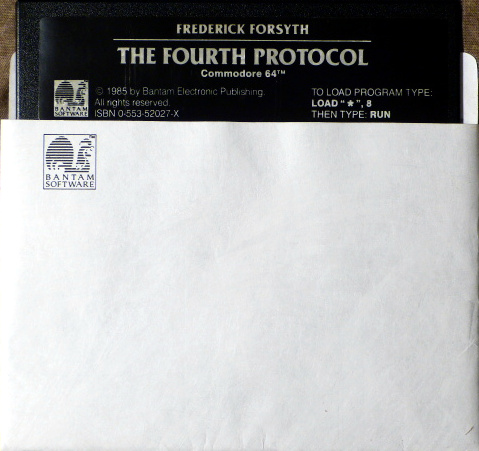 FREDERICK FORSYTH
THE FOURTH PROTOCOL
Commodore 64™
© 1985 by Bantam Electronic Publishing
All rights reserved.
ISBN 0-553-52027-X
BANTAM
SOFTWARE
TO LOAD PROGRAM TYPE:
LOAD "*", 8
THEN TYPE: RUN
™
BANTAM
SOFTWARE